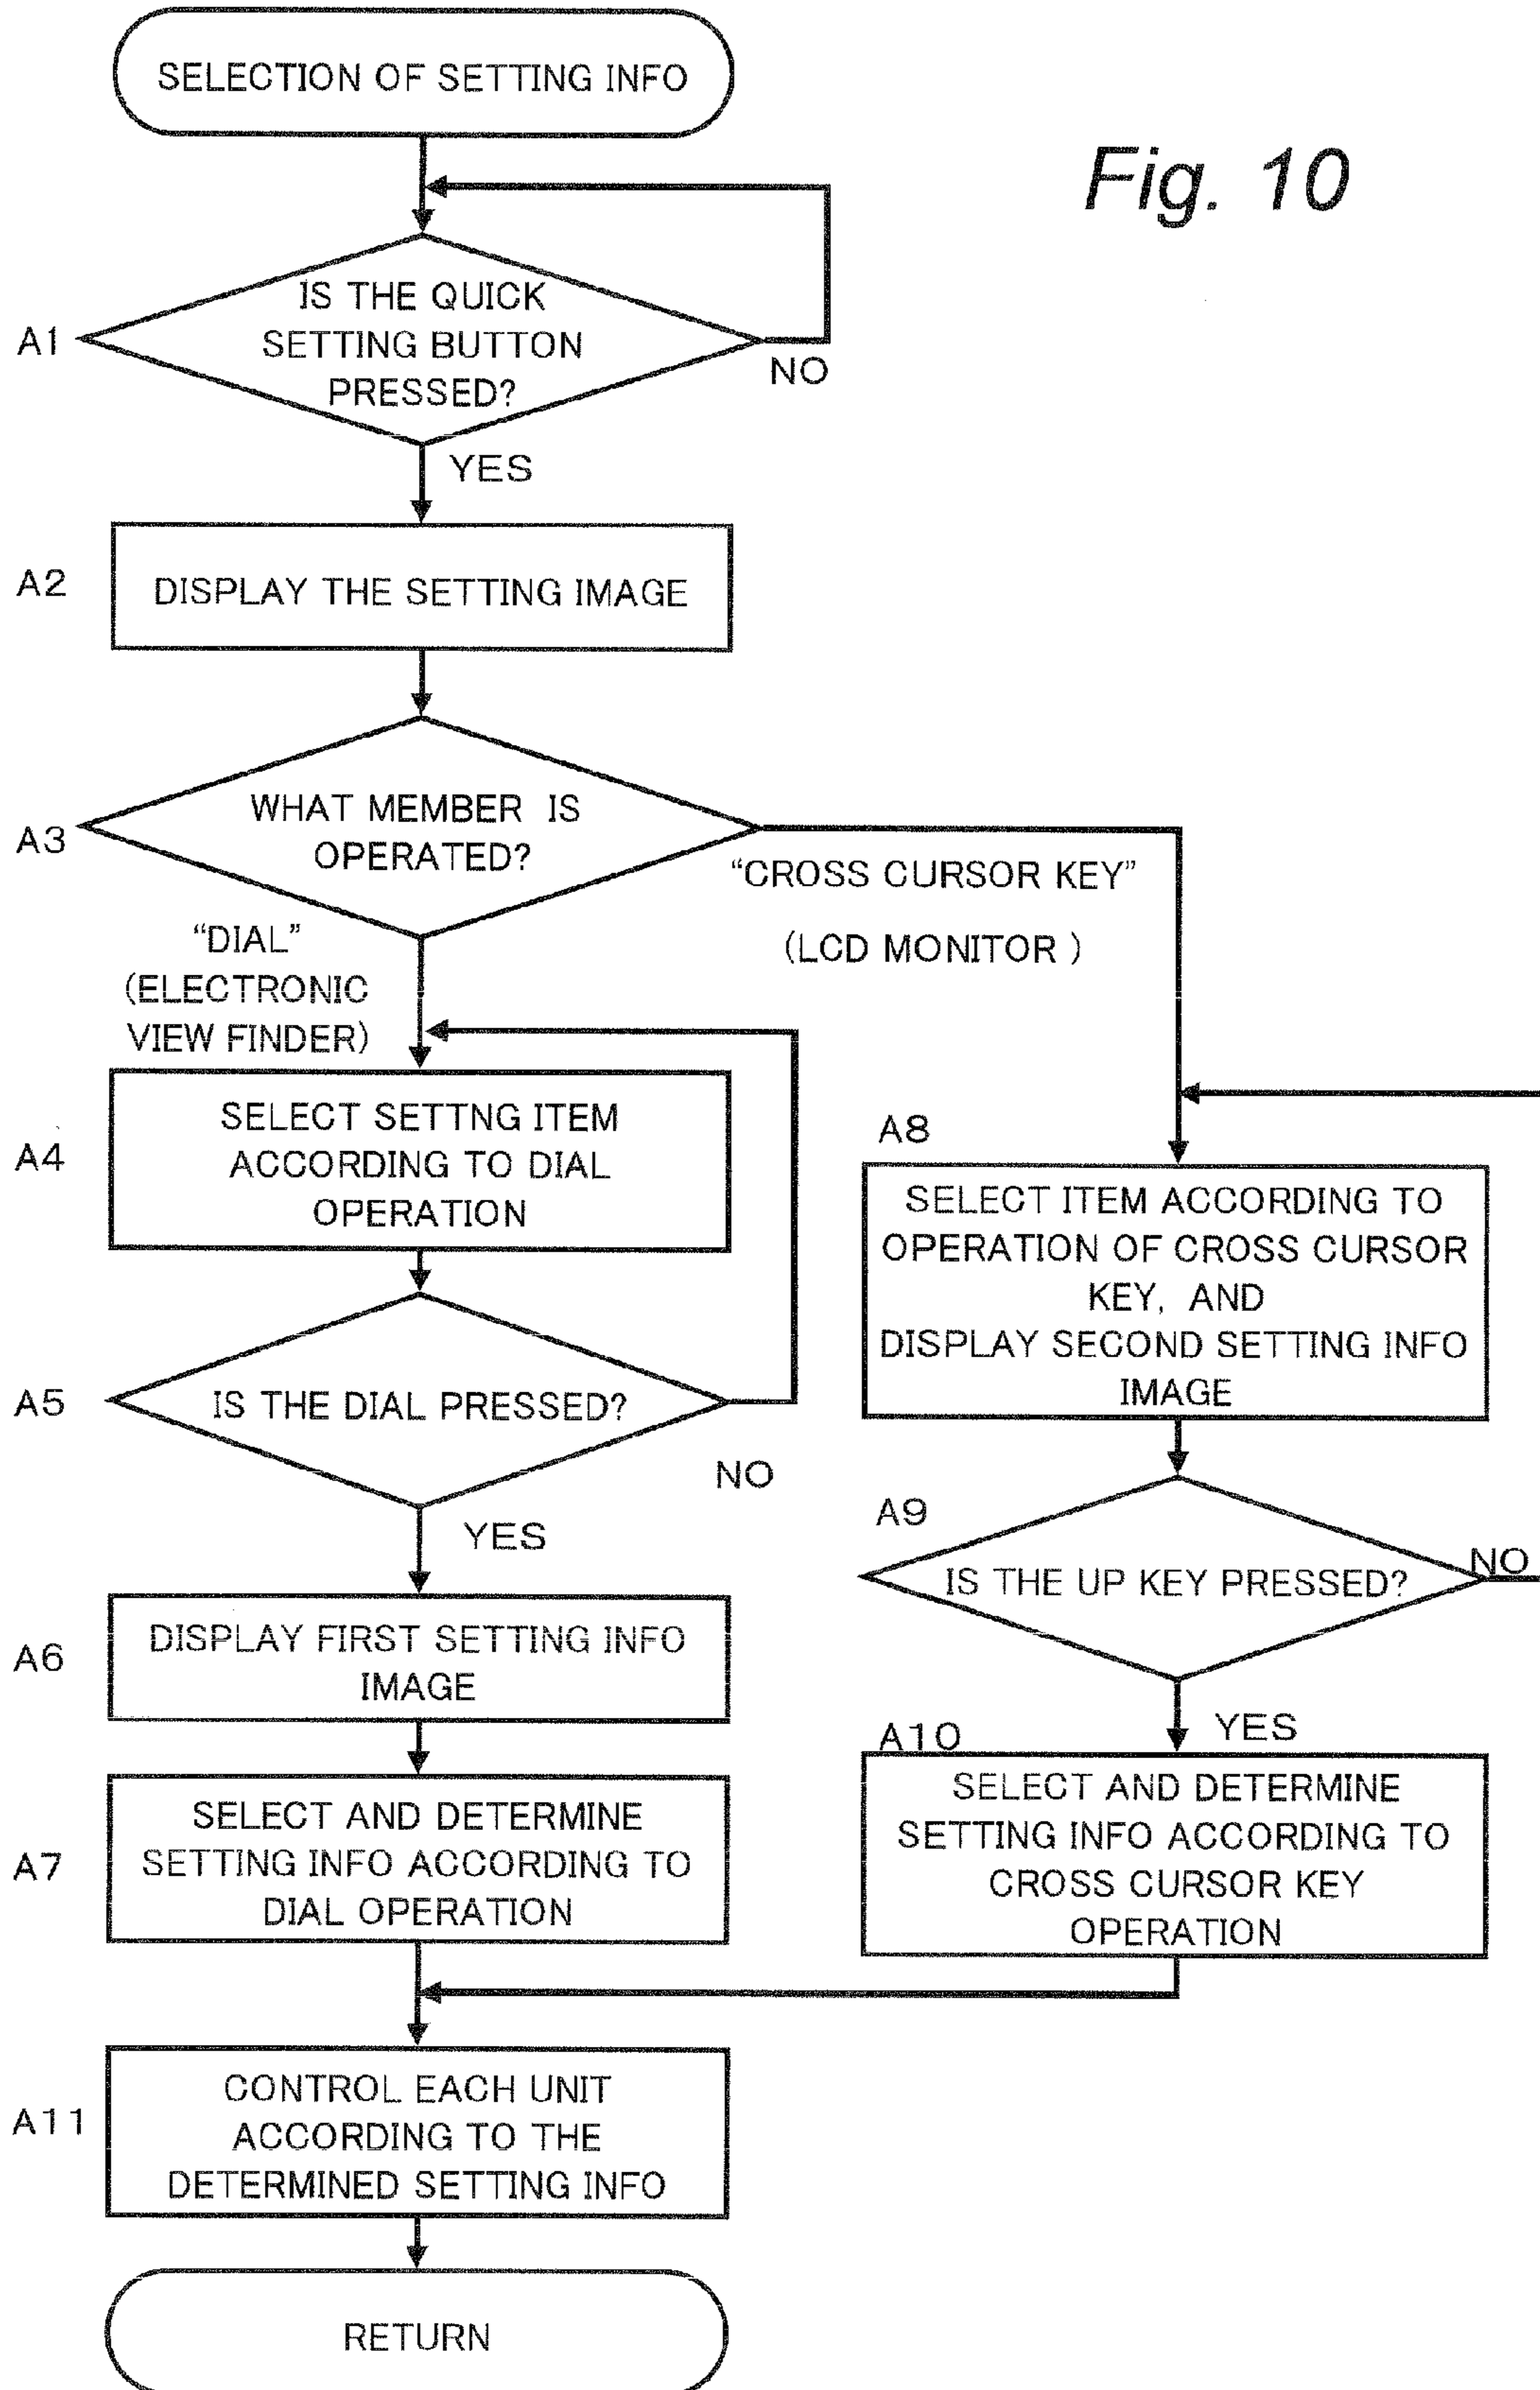 SELECTION OF SETTING INFO
Fig. 10
A1
IS THE QUICK
SETTING BUTTON
PRESSED?
NO
YES
A2
DISPLAY THE SETTING IMAGE
A3
WHAT MEMBER IS
OPERATED?
“CROSS CURSOR KEY”
(LCD MONITOR )
“DIAL”
(ELECTRONIC
VIEW FINDER)
A4
SELECT SETTNG ITEM
ACCORDING TO DIAL
OPERATION
A5
IS THE DIAL PRESSED?
NO
YES
A6
DISPLAY FIRST SETTING INFO
IMAGE
A7
SELECT AND DETERMINE
SETTING INFO ACCORDING TO
DIAL OPERATION
A8
SELECT ITEM ACCORDING TO
OPERATION OF CROSS CURSOR
KEY, AND
DISPLAY SECOND SETTING INFO
IMAGE
A9
IS THE UP KEY PRESSED?
NO
YES
A10
SELECT AND DETERMINE
SETTING INFO ACCORDING TO
CROSS CURSOR KEY
OPERATION
A11
CONTROL EACH UNIT
ACCORDING TO THE
DETERMINED SETTING INFO
RETURN